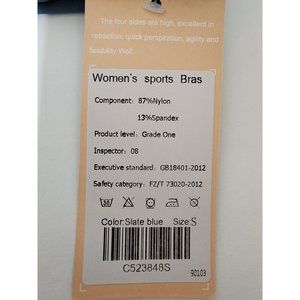 The four sides are high, excellent in
retraction, quick perspiration, agility and
flexibility Well.
Women's sports Bras
Component: 87%Nylon
13%Spandex
Product level: Grade One
Inspector: 08
Executive standard: GB18401-2012
Safety category: FZ/T 73020-2012
Color:Slate blue Size:S
C523848S
90103